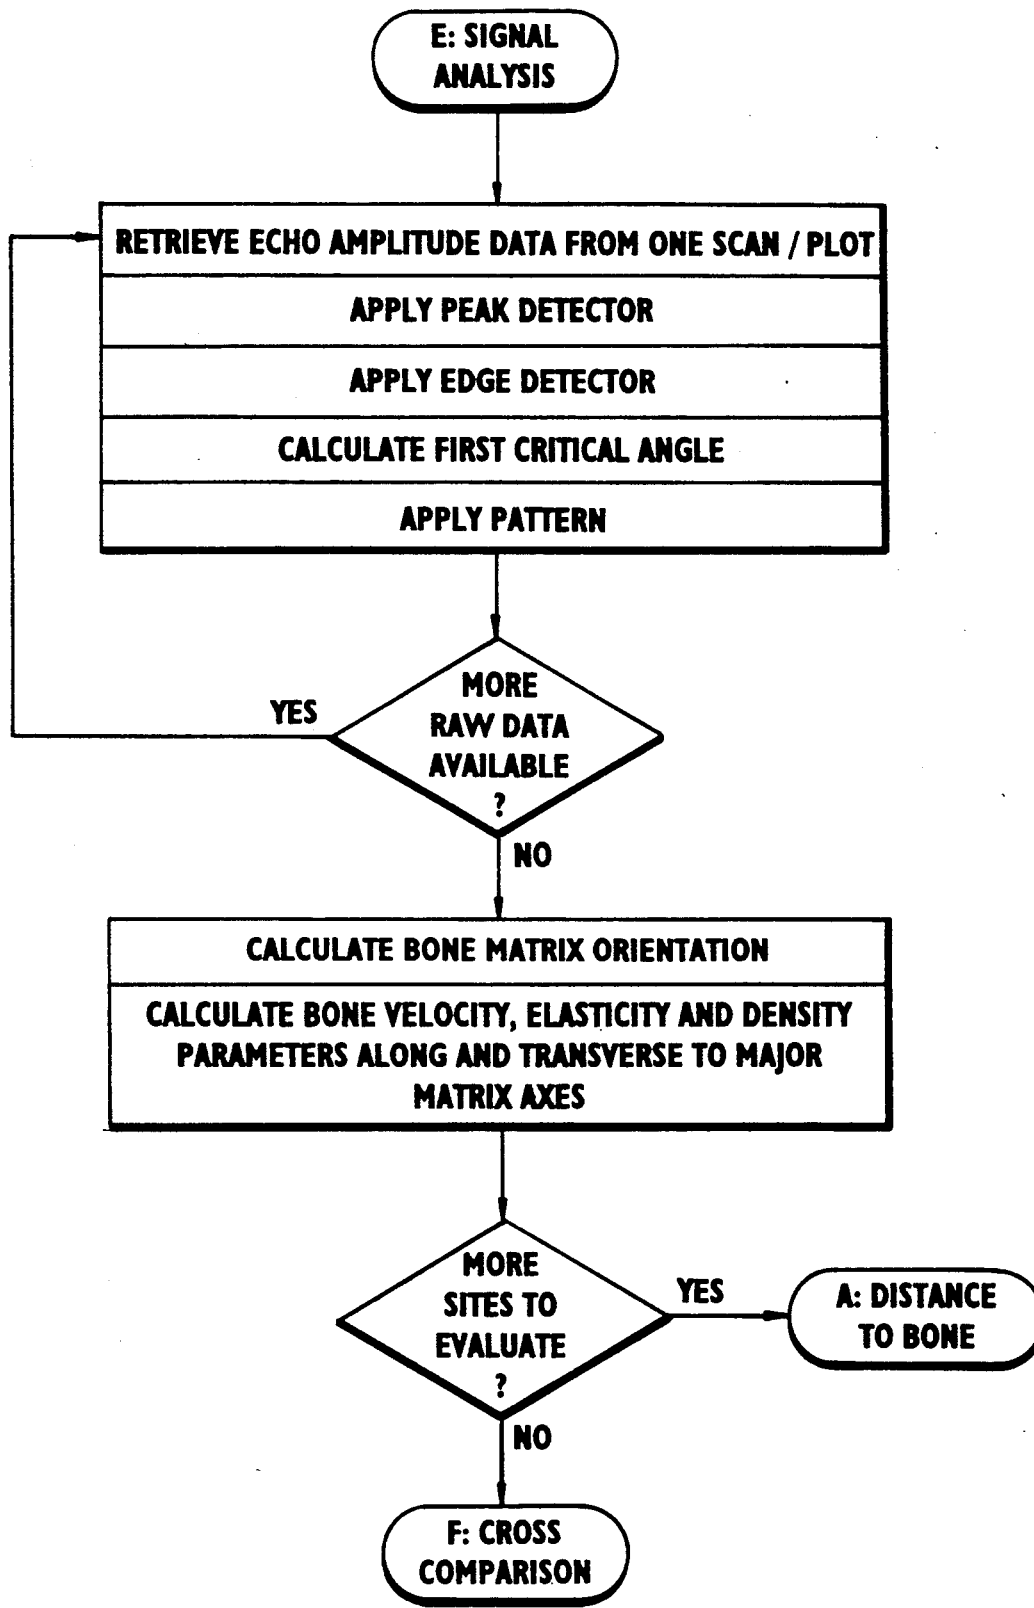 E: SIGNAL
ANALYSIS
RETRIEVE ECHO AMPLITUDE DATA FROM ONE SCAN / PLOT
APPLY PEAK DETECTOR
APPLY EDGE DETECTOR
CALCULATE FIRST CRITICAL ANGLE
APPLY PATTERN
YES
MORE
RAW DATA
AVAILABLE
?
NO
CALCULATE BONE MATRIX ORIENTATION
CALCULATE BONE VELOCITY, ELASTICITY AND DENSITY
PARAMETERS ALONG AND TRANSVERSE TO MAJOR
MATRIX AXES
MORE
SITES TO
EVALUATE
?
YES
A: DISTANCE
TO BONE
NO
F: CROSS
COMPARISON